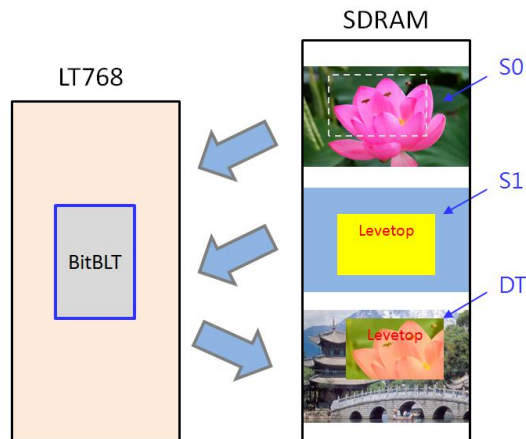 SDRAM
LT768
S0
S1
Levetop
BitBLT
DT
Levetop